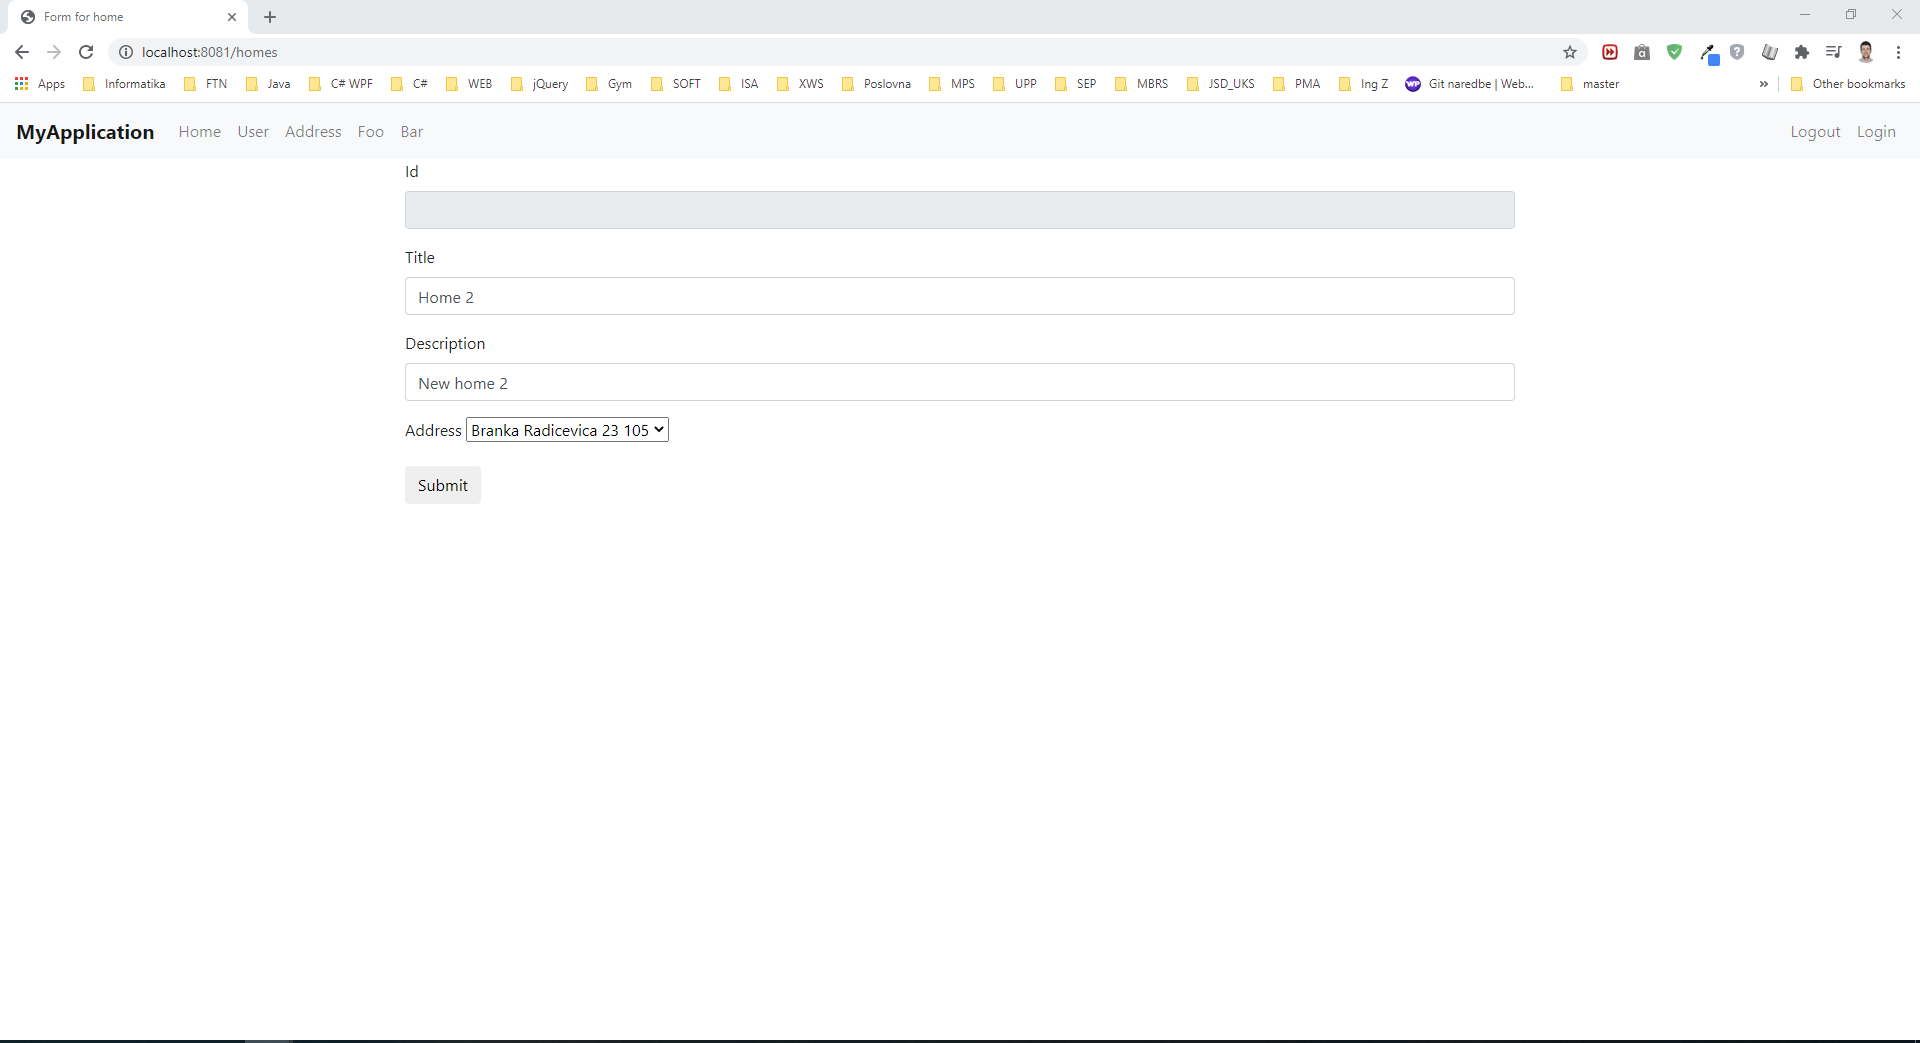 Form for home
localhost:8081/homes
Apps Informatika FTN Java C# WPF C# WEB jQuery Gym SOFT ISA XWS Poslovna MPS UPP SEP MBRS JSD_UKS PMA Ing Z WP Git naredbe | Web... master » Other bookmarks
MyApplication Home User Address Foo Bar Logout Login
Id
Title
Home 2
Description
New home 2
Address Branka Radicevica 23 105
Submit